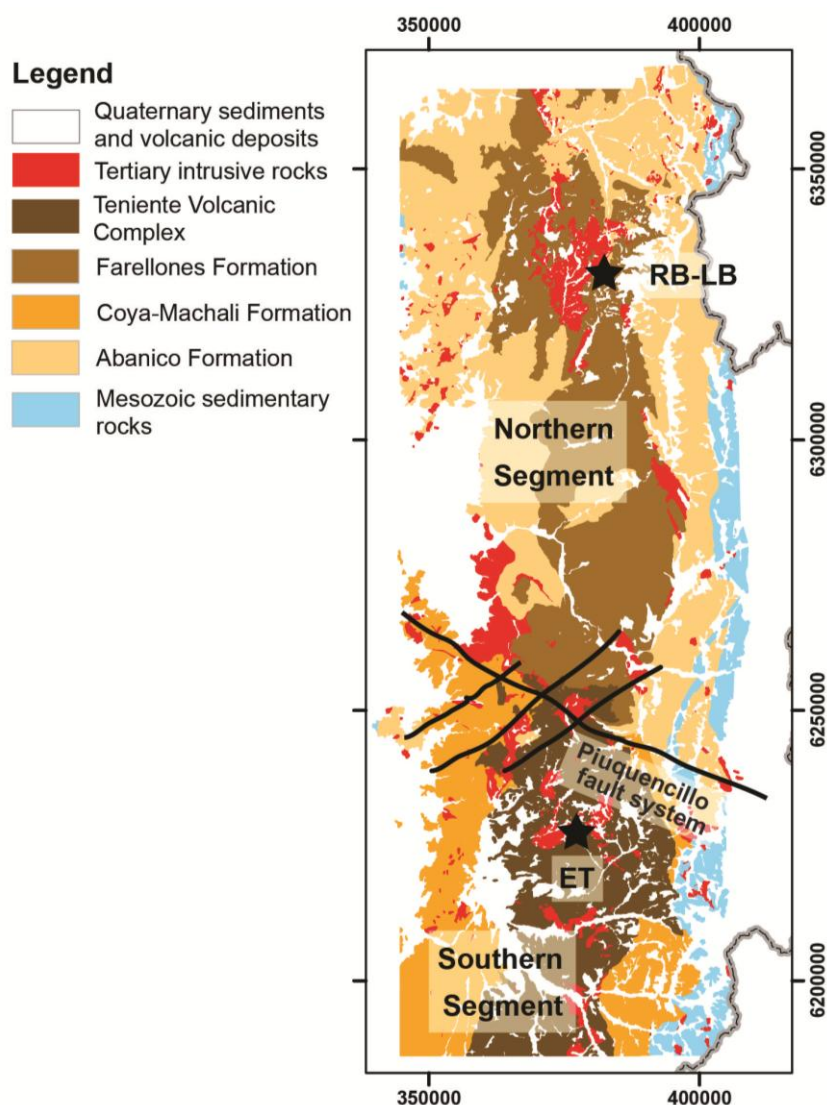 350000
400000
Legend
Quaternary sediments
and volcanic deposits
Tertiary intrusive rocks
Teniente Volcanic
Complex
Farellones Formation
Coya-Machali Formation
Abanico Formation
Mesozoic sedimentary
rocks
6350000
RB-LB
6300000
Northern
Segment
6250000
Piuquencillo
fault system
ET
Southern
Segment
6200000
350000
400000